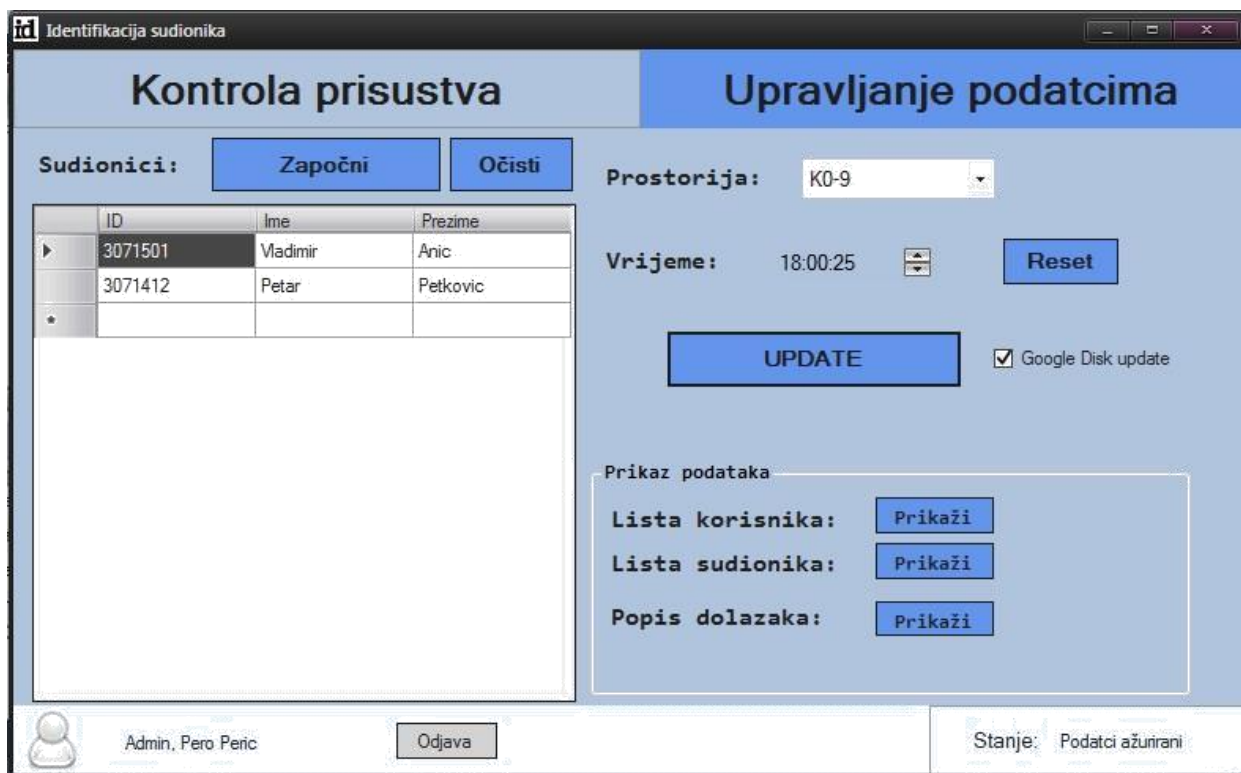 id Identifikacija sudionika
Kontrola prisustva
Upravljanje podatcima
Sudionici:
Započni
Očisti
ID Ime Prezime
3071501 Vladimir Anic
3071412 Petar Petkovic
*
Prostorija: K0-9
Vrijeme: 18:00:25
Reset
UPDATE
Google Disk update
Prikaz podataka
Lista korisnika: Prikaži
Lista sudionika: Prikaži
Popis dolazaka: Prikaži
Admin, Pero Peric
Odjava
Stanje: Podatci ažurirani